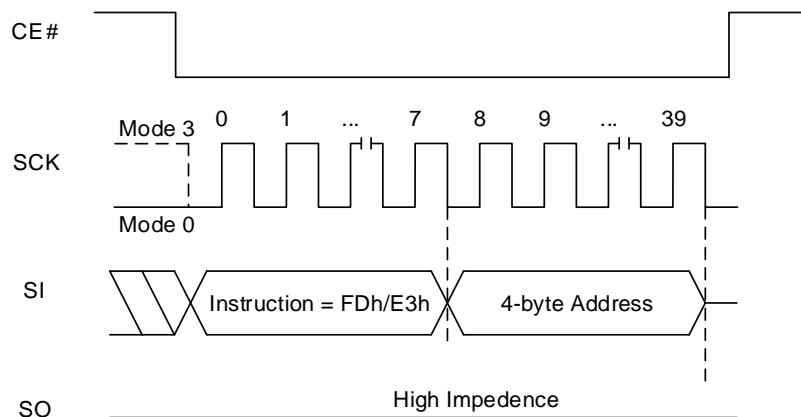 CE#
Mode 3
0 1 ... 7 8 9 ... 39
SCK
Mode 0
SI
Instruction = FDh/E3h
4-byte Address
High Impedence
SO